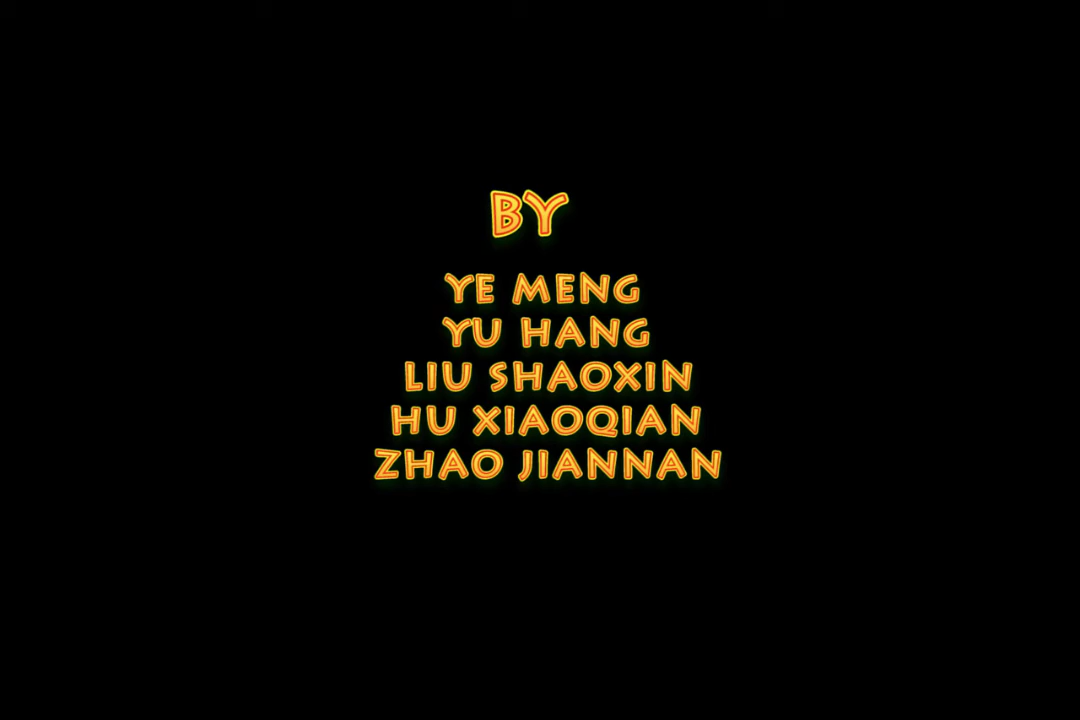 BY
YE MENG
YU HANG
LIU SHAOXIN
HU XIAOQIAN
ZHAO JIANNAN